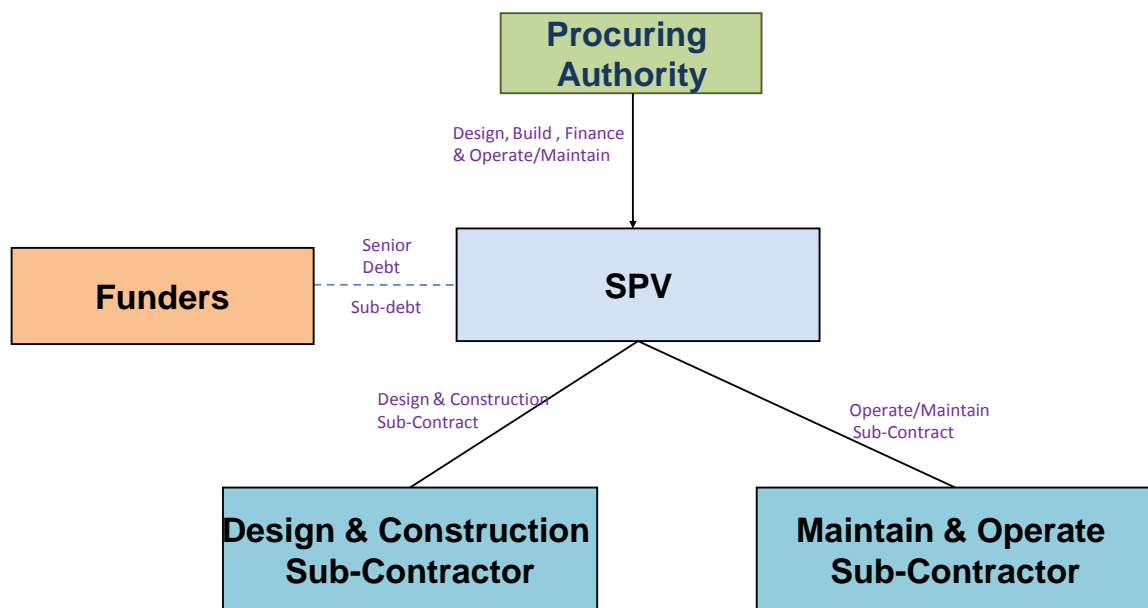 Procuring
Authority
Design, Build , Finance
& Operate/Maintain
Senior
Debt
Funders
SPV
Sub-debt
Design & Construction
Sub-Contract
Operate/Maintain
Sub-Contract
Design & Construction
Sub-Contractor
Maintain & Operate
Sub-Contractor